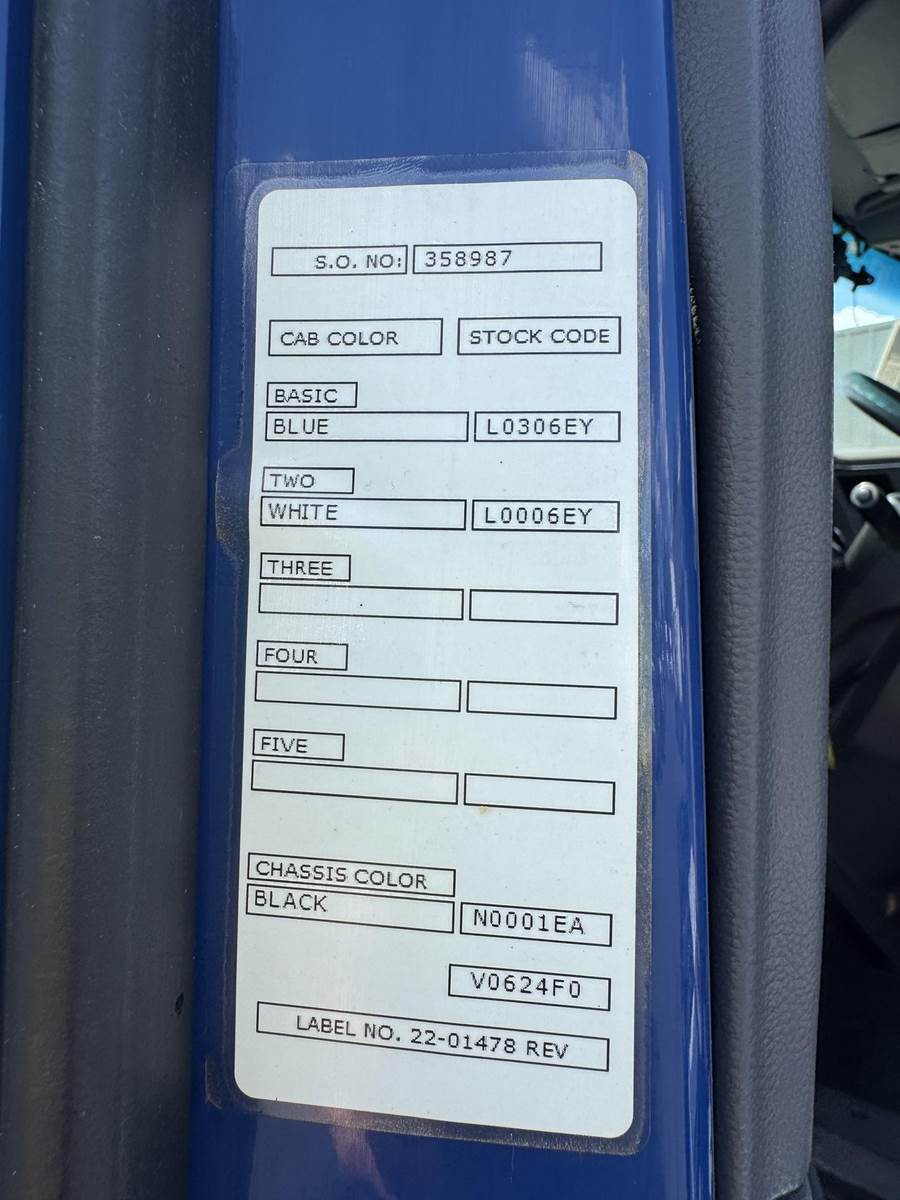 S.O. NO: 358987
CAB COLOR STOCK CODE
BASIC
BLUE L0306EY
TWO
WHITE L0006EY
THREE
FOUR
FIVE
CHASSIS COLOR
BLACK N0001EA
V0624F0
LABEL NO. 22-01478 REV